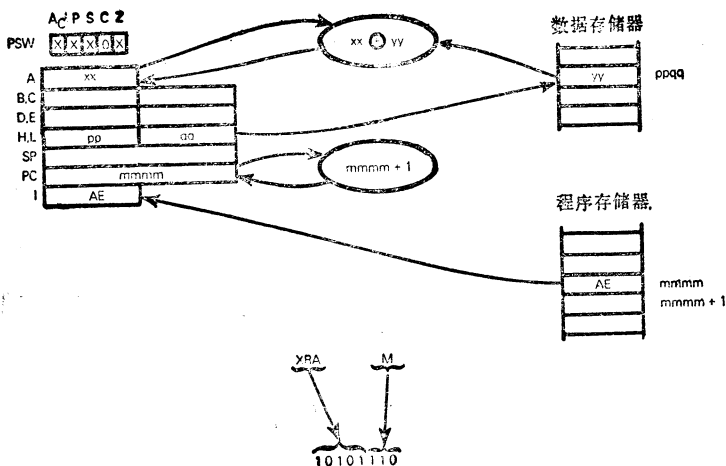 Ac P S C Z
PSW X X X 0 X
数据存储器
xx ⊕ yy
A xx
yy ppqq
B,C
D,E
H,L pp qq
SP
PC mmmm
mmmm + 1
I AE
程序存储器
AE mmmm
mmmm + 1
XRA M
10101110